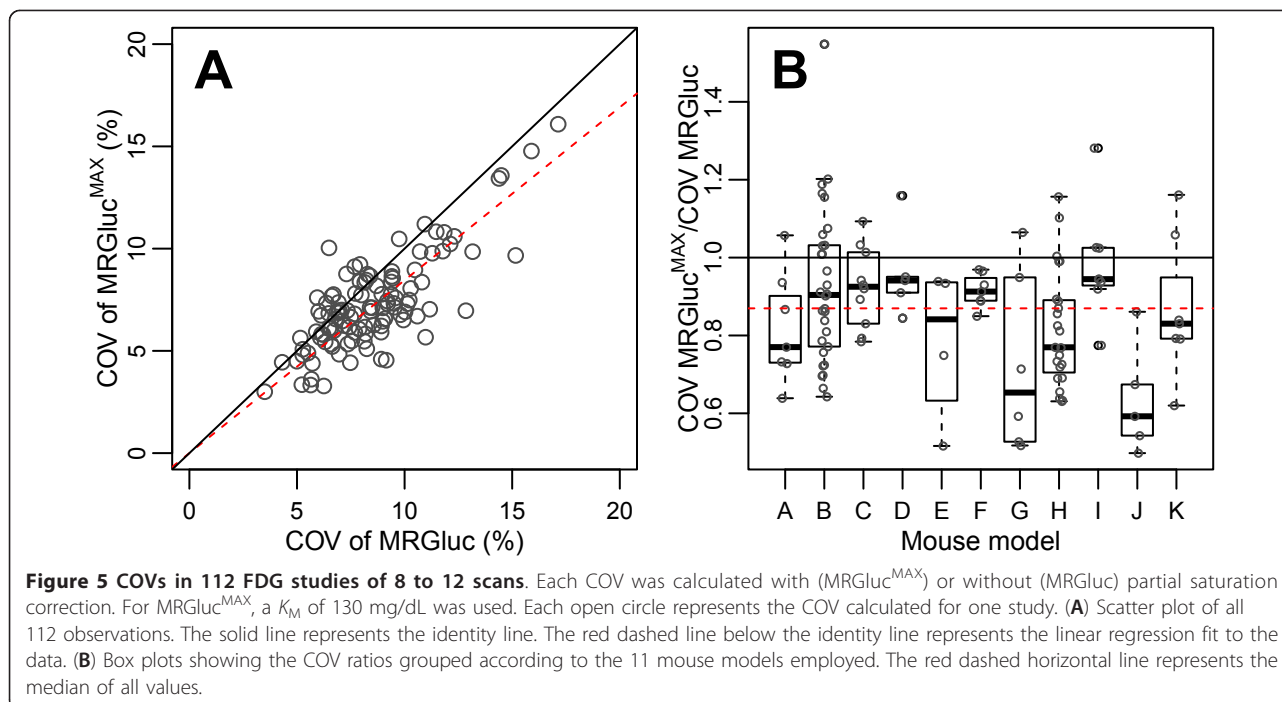 A
COV of MRGluc^MAX (%)
20
15
10
5
0
0 5 10 15 20
COV of MRGluc (%)
B
COV MRGluc^MAX/COV MRGluc
1.4
1.2
1.0
0.8
0.6
A B C D E F G H I J K
Mouse model
Figure 5 COVs in 112 FDG studies of 8 to 12 scans. Each COV was calculated with (MRGluc^MAX) or without (MRGluc) partial saturation
correction. For MRGluc^MAX, a K_M of 130 mg/dL was used. Each open circle represents the COV calculated for one study. (A) Scatter plot of all
112 observations. The solid line represents the identity line. The red dashed line below the identity line represents the linear regression fit to the
data. (B) Box plots showing the COV ratios grouped according to the 11 mouse models employed. The red dashed horizontal line represents the
median of all values.